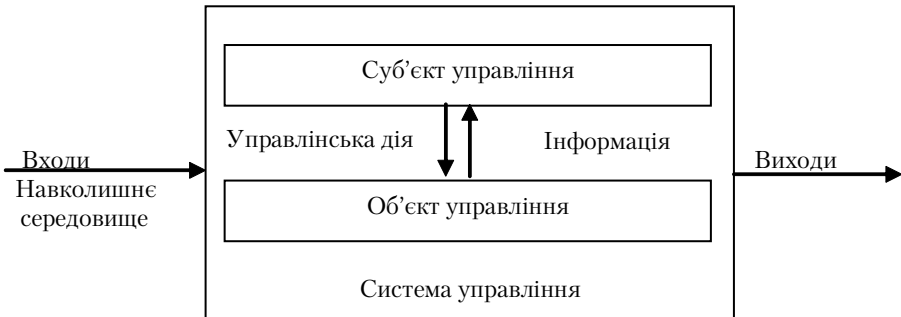 Суб’єкт управління
Управлінська дія
Інформація
Входи
Навколишнє
середовище
Виходи
Об’єкт управління
Система управління